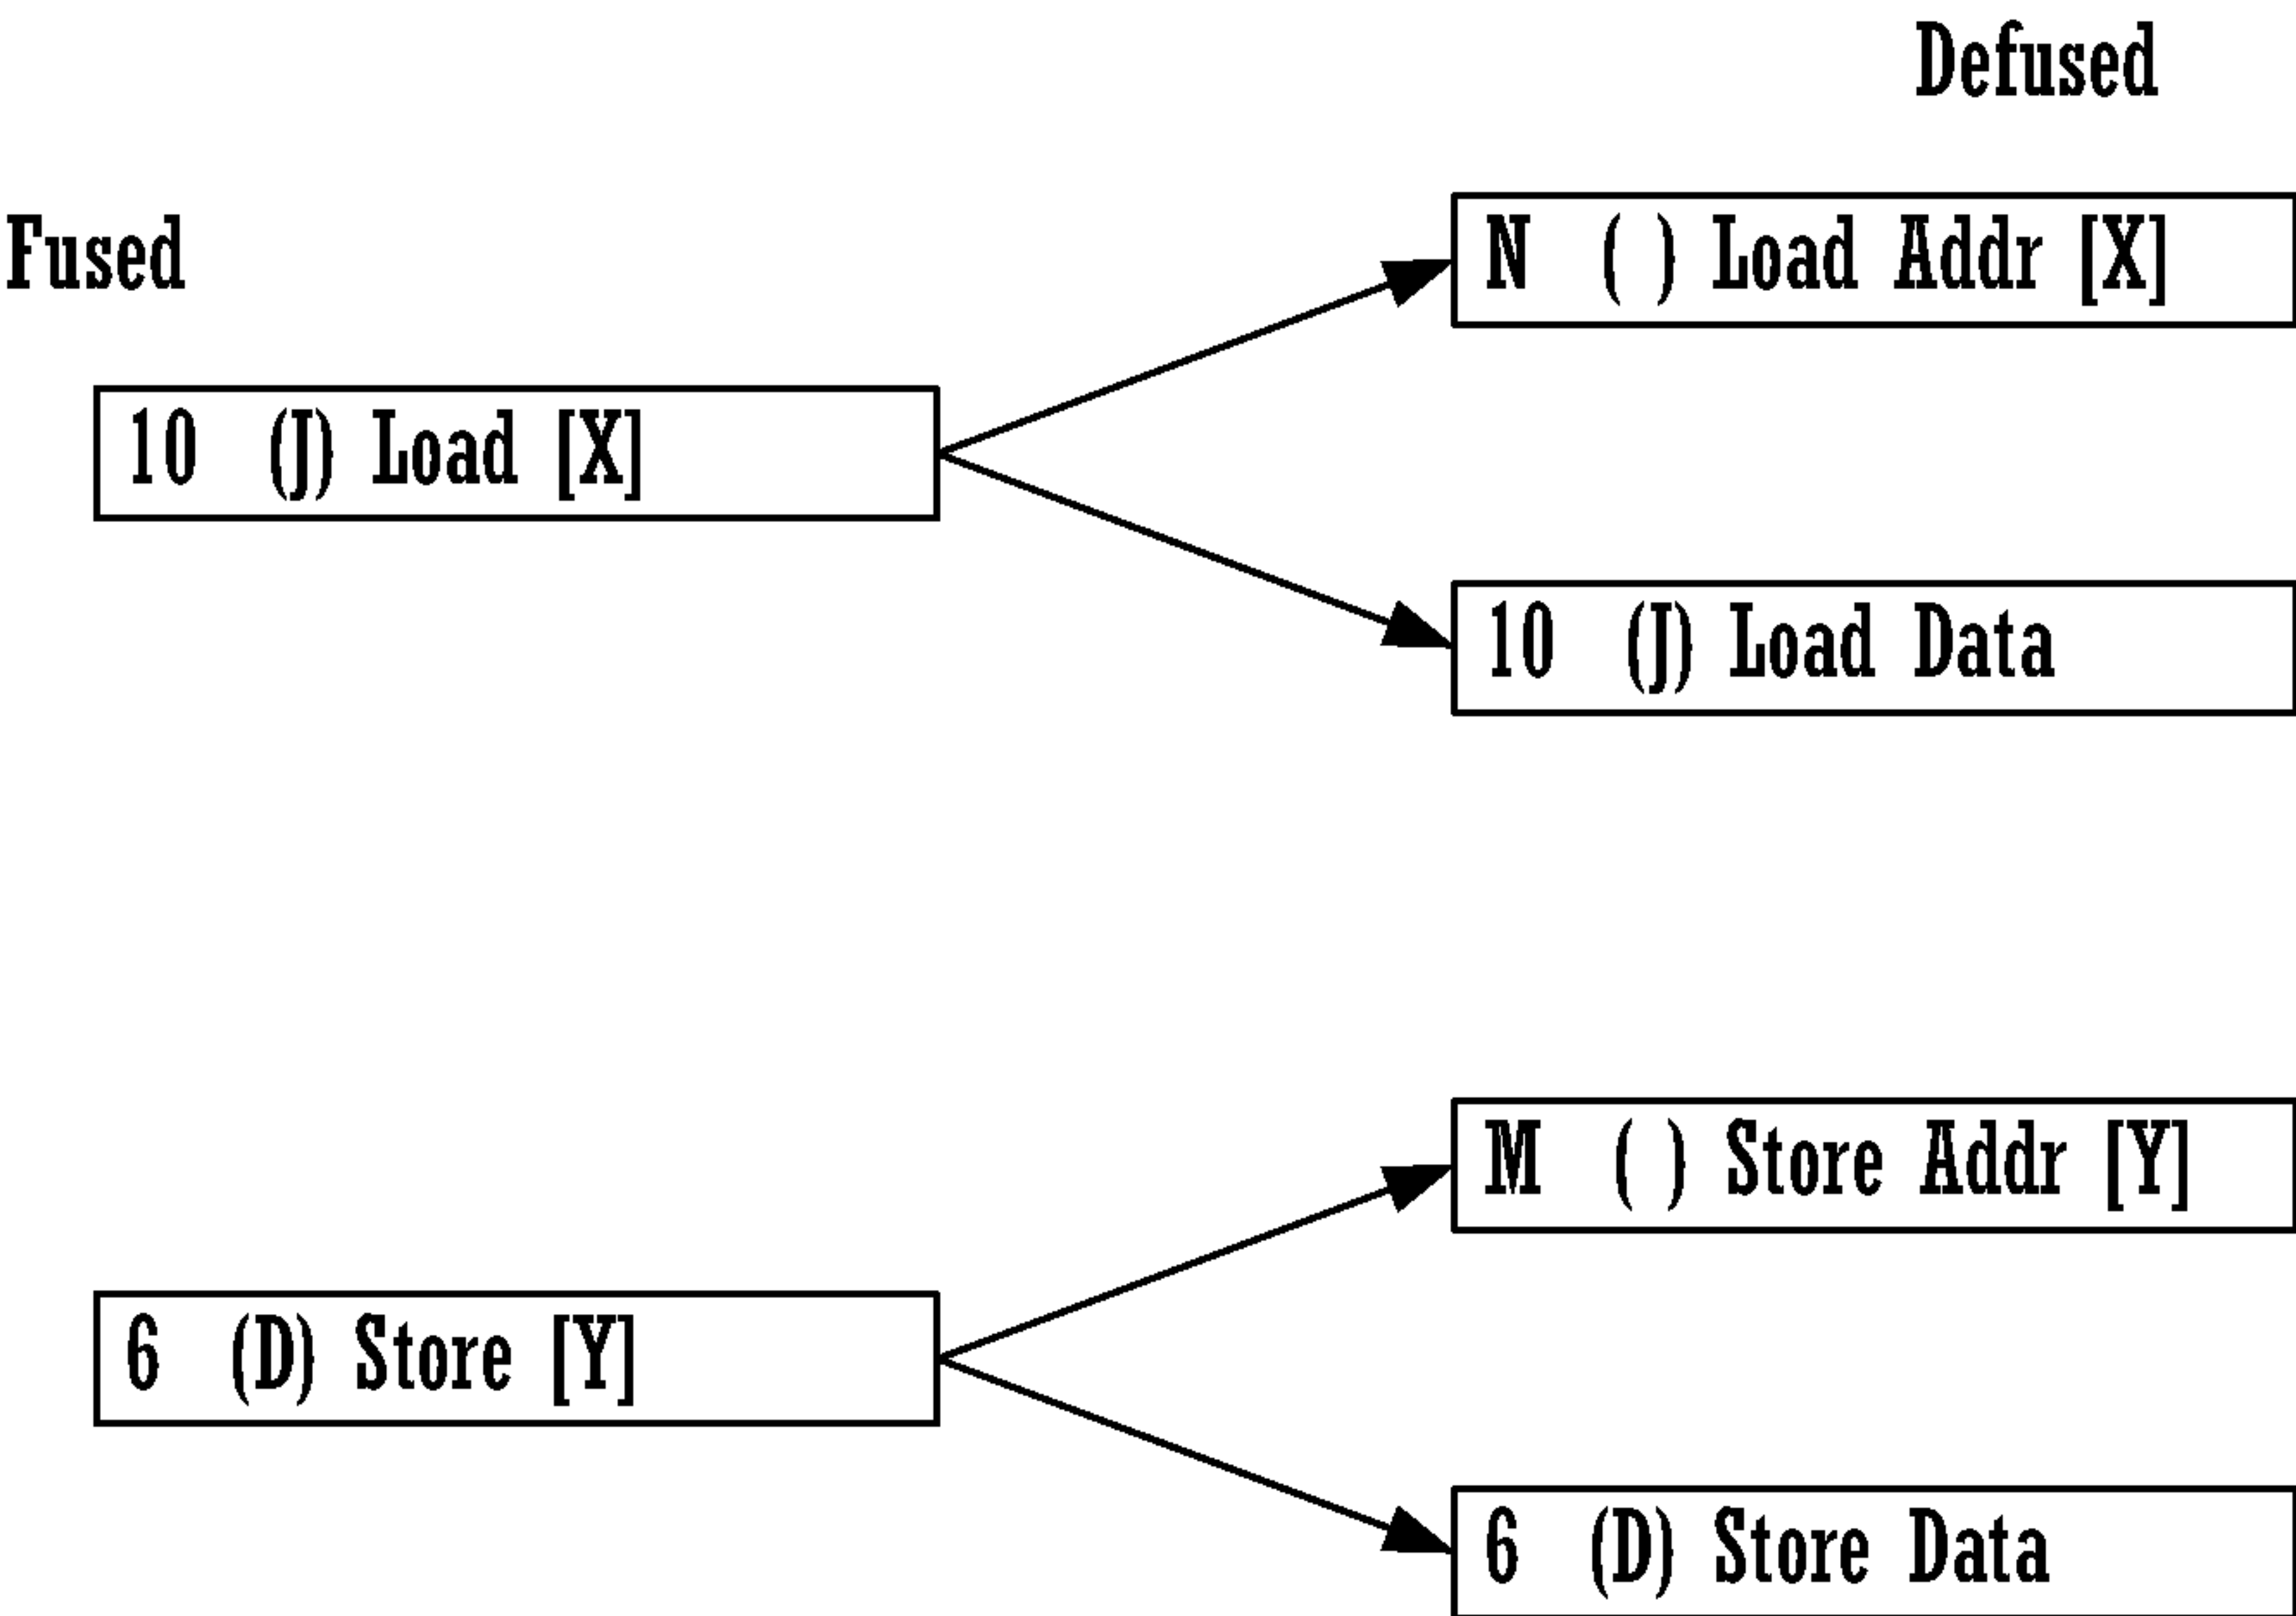 Defused
Fused
N ( ) Load Addr [X]
10 (J) Load [X]
10 (J) Load Data
M ( ) Store Addr [Y]
6 (D) Store [Y]
6 (D) Store Data